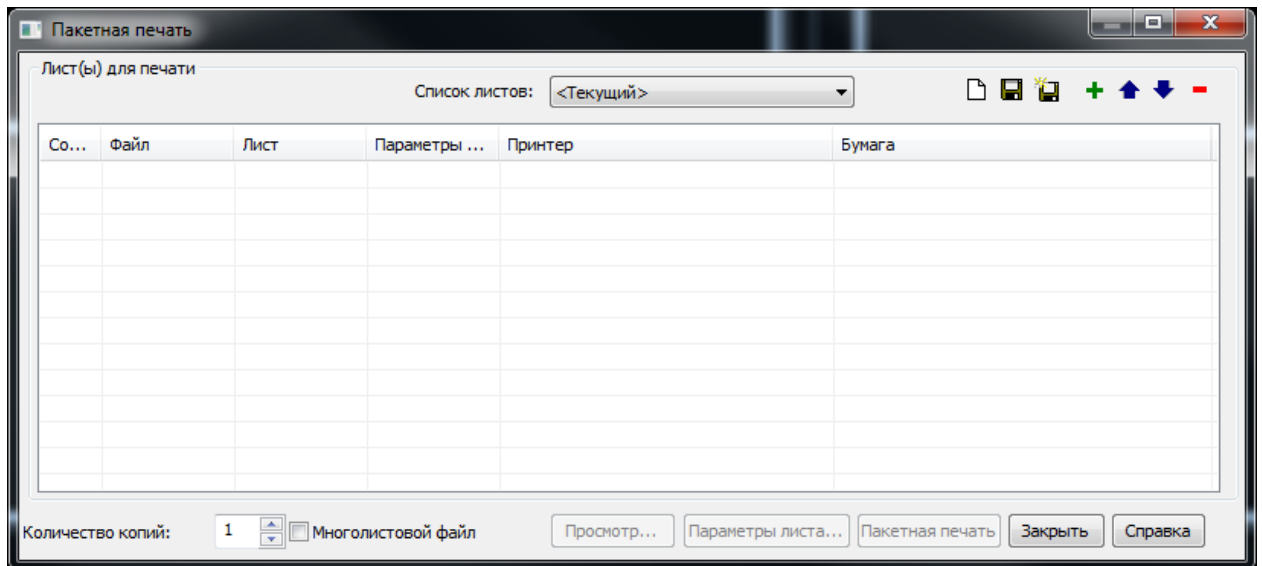 Пакетная печать
Лист(ы) для печати
Список листов: <Текущий>
Со... Файл Лист Параметры ... Принтер Бумага
Количество копий: 1 Многолистовой файл Просмотр... Параметры листа... Пакетная печать Закрыть Справка